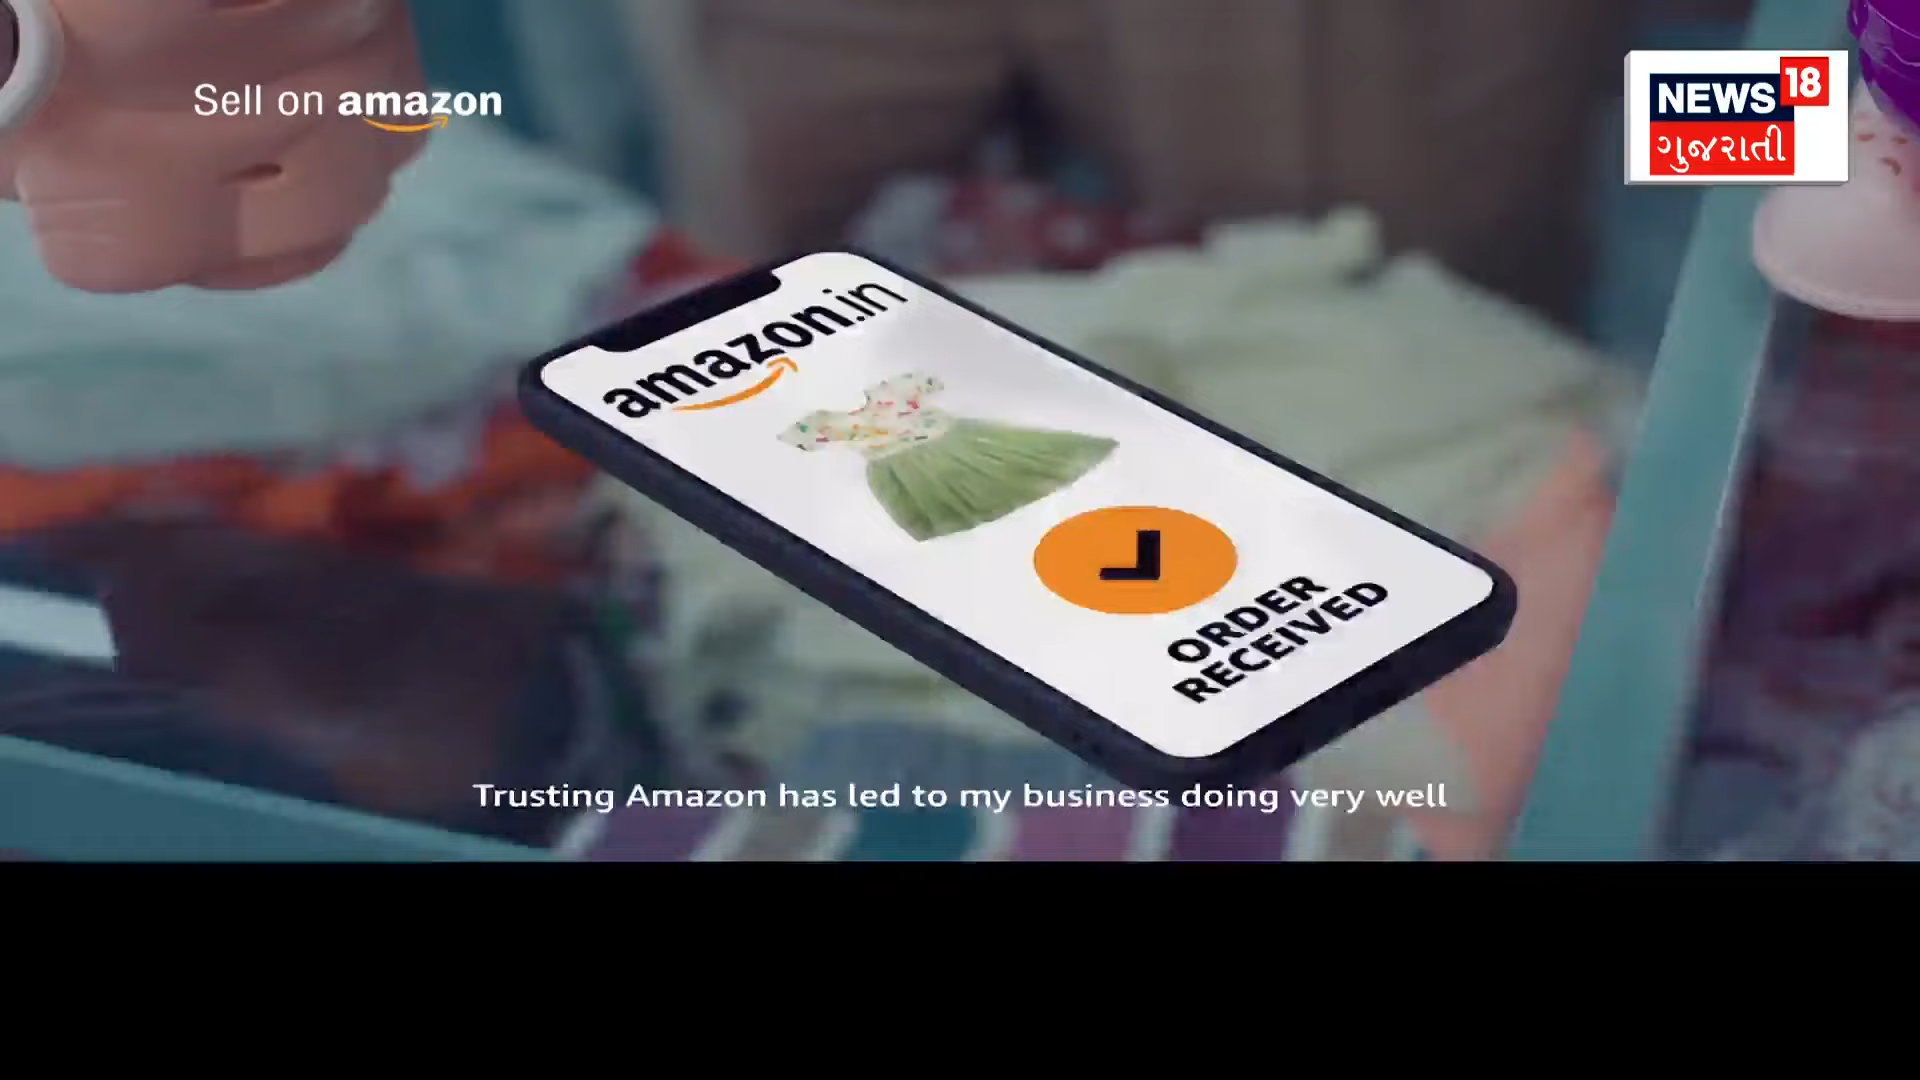 Sell on amazon
NEWS 18
ગુજરાતી
amazon.in
ORDER
RECEIVED
Trusting Amazon has led to my business doing very well